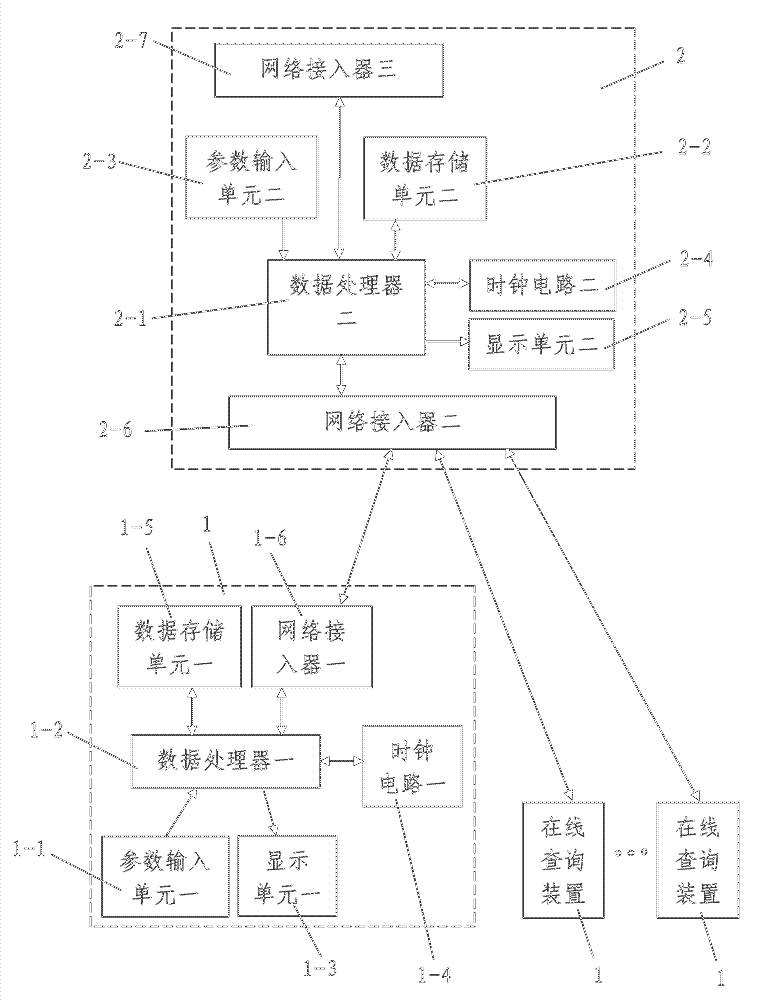 2-7
网络接入器三
2
2-3
参数输入
单元二
数据存储
单元二
2-2
数据处理器
二
2-1
时钟电路二
2-4
显示单元二
2-5
网络接入器二
2-6
1-5
1
1-6
数据存储
单元一
网络接
入器一
1-2
数据处理器一
时钟
电路一
1-1
参数输入
单元一
显示
单元一
1-3
1-4
在线
查询
装置
在线
查询
装置
1
1